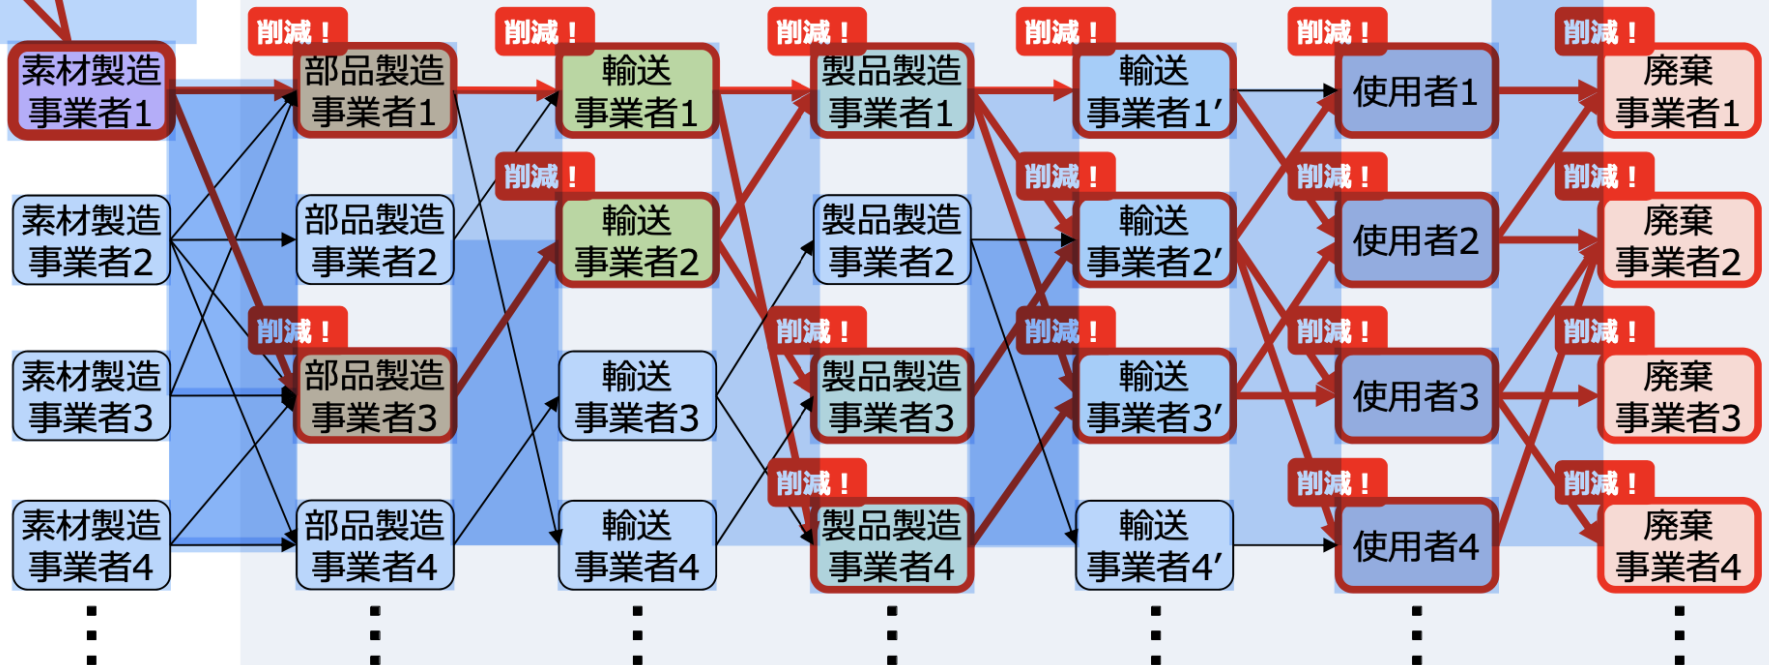 削減！ 削減！ 削減！ 削減！ 削減！ 削減！
素材製造 部品製造 輸送 製品製造 輸送 使用者1 廃棄
事業者1 事業者1 事業者1 事業者1 事業者1′ 事業者1
削減！ 削減！ 削減！ 削減！
素材製造 部品製造 輸送 製品製造 輸送 使用者2 廃棄
事業者2 事業者2 事業者2 事業者2 事業者2′ 事業者2
削減！ 削減！ 削減！ 削減！ 削減！
素材製造 部品製造 輸送 製品製造 輸送 使用者3 廃棄
事業者3 事業者3 事業者3 事業者3 事業者3′ 事業者3
削減！ 削減！ 削減！
素材製造 部品製造 輸送 製品製造 輸送 使用者4 廃棄
事業者4 事業者4 事業者4 事業者4 事業者4′ 事業者4